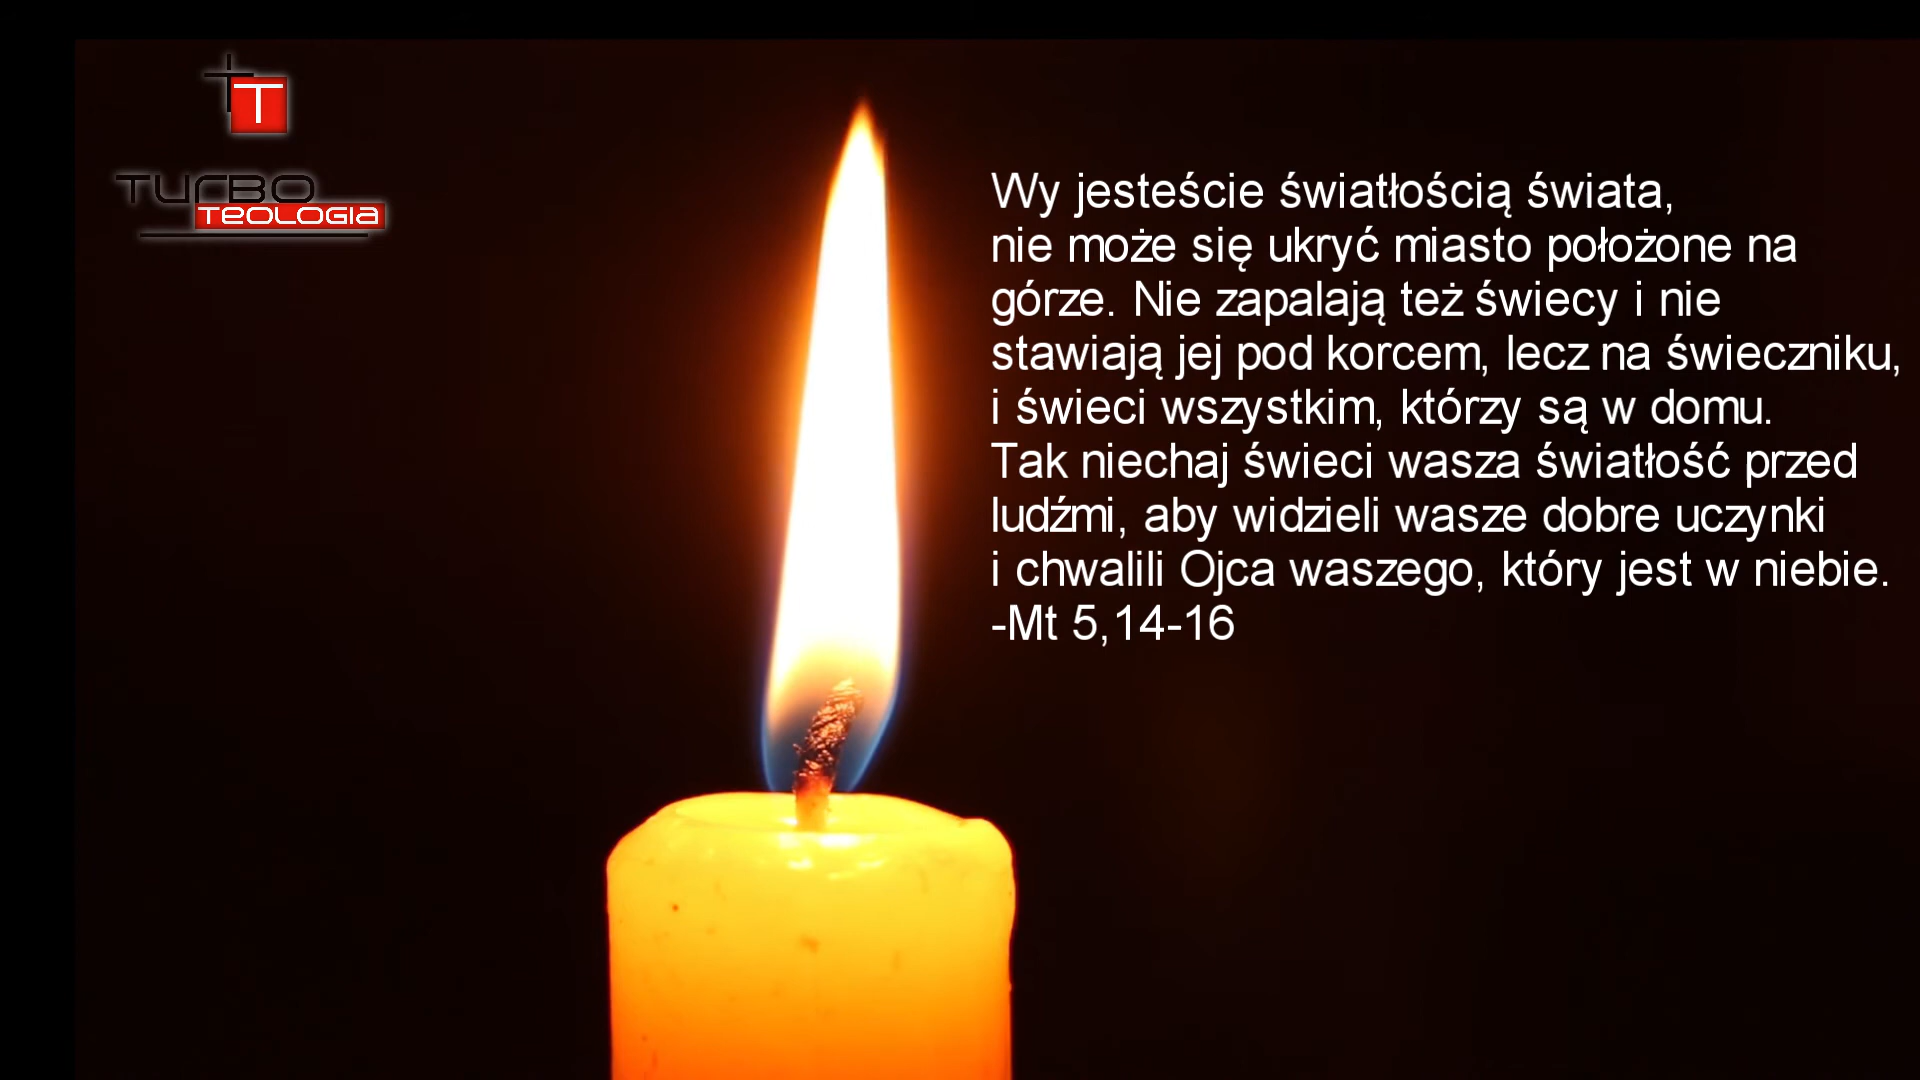 T
TURBO
TEOLOGIA
Wy jesteście światłością świata,
nie może się ukryć miasto położone na
górze. Nie zapalają też świecy i nie
stawiają jej pod korcem, lecz na świeczniku,
i świeci wszystkim, którzy są w domu.
Tak niechaj świeci wasza światłość przed
ludźmi, aby widzieli wasze dobre uczynki
i chwalili Ojca waszego, który jest w niebie.
-Mt 5,14-16